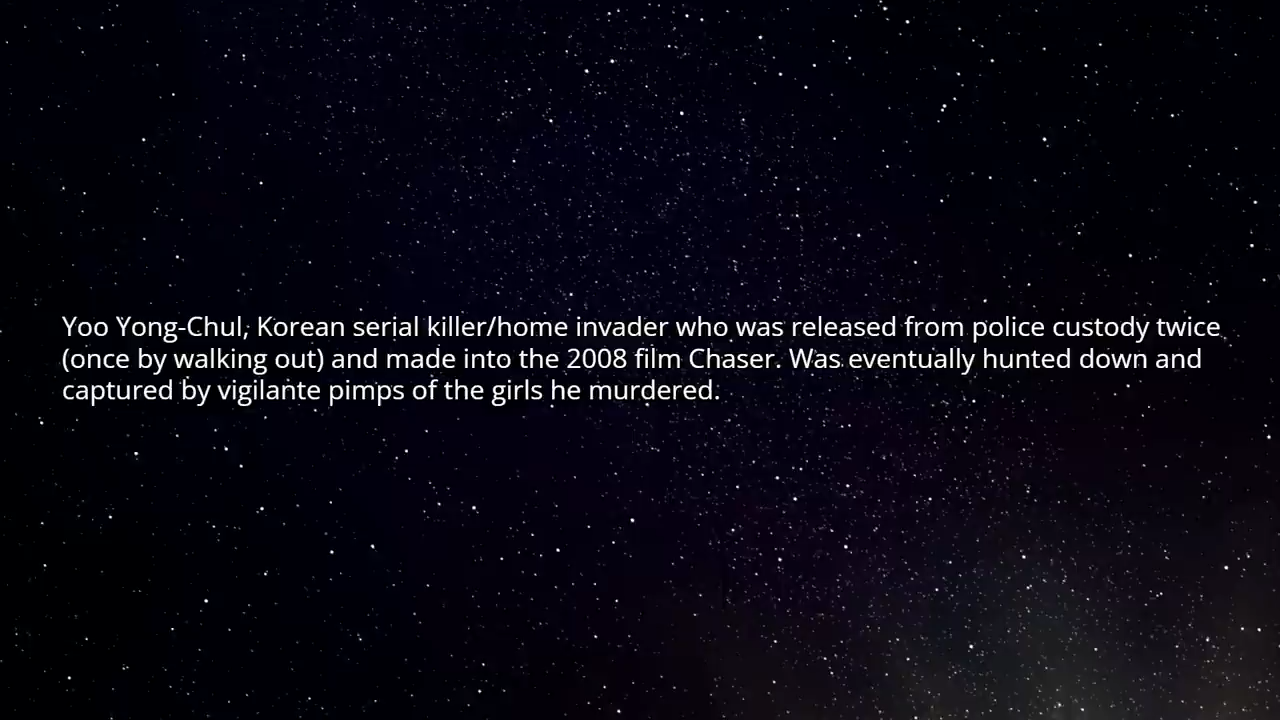 Yoo Yong-Chul, Korean serial killer/home invader who was released from police custody twice
(once by walking out) and made into the 2008 film Chaser. Was eventually hunted down and
captured by vigilante pimps of the girls he murdered.